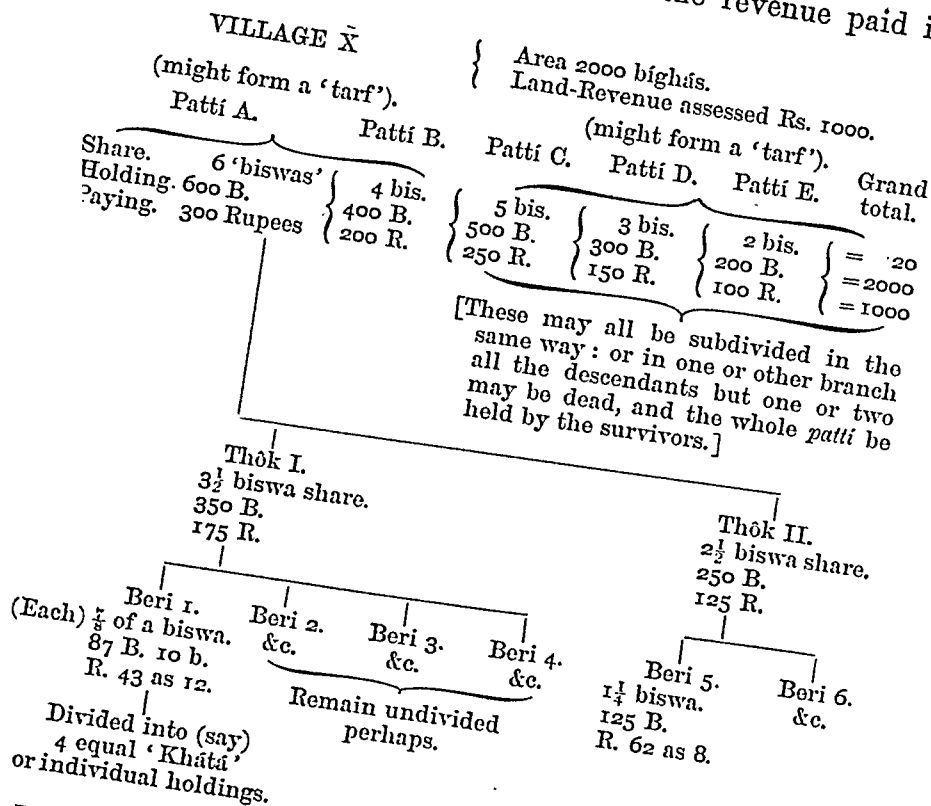 the revenue paid
VILLAGE X̄
Area 2000 bíghás.
Land-Revenue assessed Rs. 1000.
(might form a ‘tarf’).
(might form a ‘tarf’).
Pattí A.
Pattí B.
Pattí C.
Pattí D.
Pattí E.
Grand
total.
Share. 6 ‘biswas’ 4 bis. 5 bis. 3 bis. 2 bis. = 20
Holding. 600 B. 400 B. 500 B. 300 B. 200 B. =2000
Paying. 300 Rupees 200 R. 250 R. 150 R. 100 R. =1000
[These may all be subdivided in the
same way: or in one or other branch
all the descendants but one or two
may be dead, and the whole pattí be
held by the survivors.]
Thôk I.
3½ biswa share.
350 B.
175 R.
Thôk II.
2½ biswa share.
250 B.
125 R.
Beri 1.
(Each) ⅞ of a biswa.
87 B. 10 b.
R. 43 as 12.
Beri 2.
&c.
Beri 3.
&c.
Beri 4.
&c.
Beri 5.
1¼ biswa.
125 B.
R. 62 as 8.
Beri 6.
&c.
Divided into (say)
4 equal ‘Khátá’
or individual holdings.
Remain undivided
perhaps.